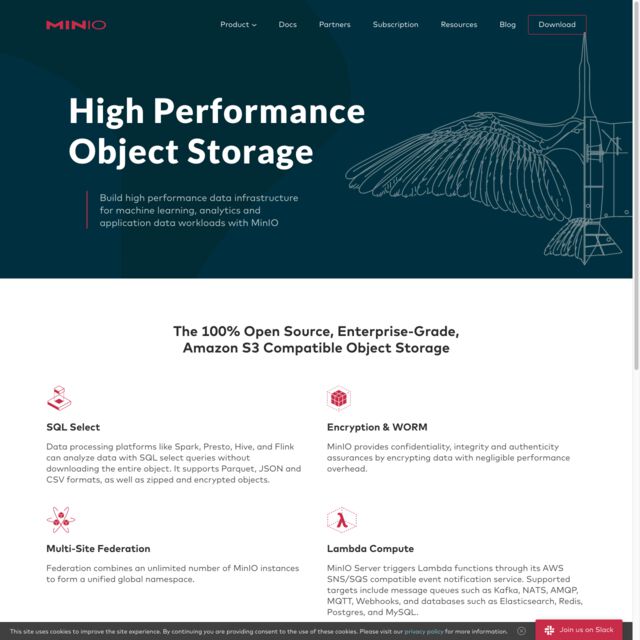 MINIO
Product
Docs
Partners
Subscription
Resources
Blog
Download
High Performance
Object Storage
Build high performance data infrastructure
for machine learning, analytics and
application data workloads with MinIO
The 100% Open Source, Enterprise-Grade,
Amazon S3 Compatible Object Storage
SQL Select
Data processing platforms like Spark, Presto, Hive, and Flink
can analyze data with SQL select queries without
downloading the entire object. It supports Parquet, JSON and
CSV formats, as well as zipped and encrypted objects.
Encryption & WORM
MinIO provides confidentiality, integrity and authenticity
assurances by encrypting data with negligible performance
overhead.
Multi-Site Federation
Federation combines an unlimited number of MinIO instances
to form a unified global namespace.
λ
Lambda Compute
MinIO Server triggers Lambda functions through its AWS
SNS/SQS compatible event notification service. Supported
targets include message queues such as Kafka, NATS, AMQP,
MQTT, Webhooks, and databases such as Elasticsearch, Redis,
Postgres, and MySQL.
This site uses cookies to improve the site experience. By continuing you are providing consent to the use of these cookies. Please visit our privacy policy for more information.
Join us on Slack